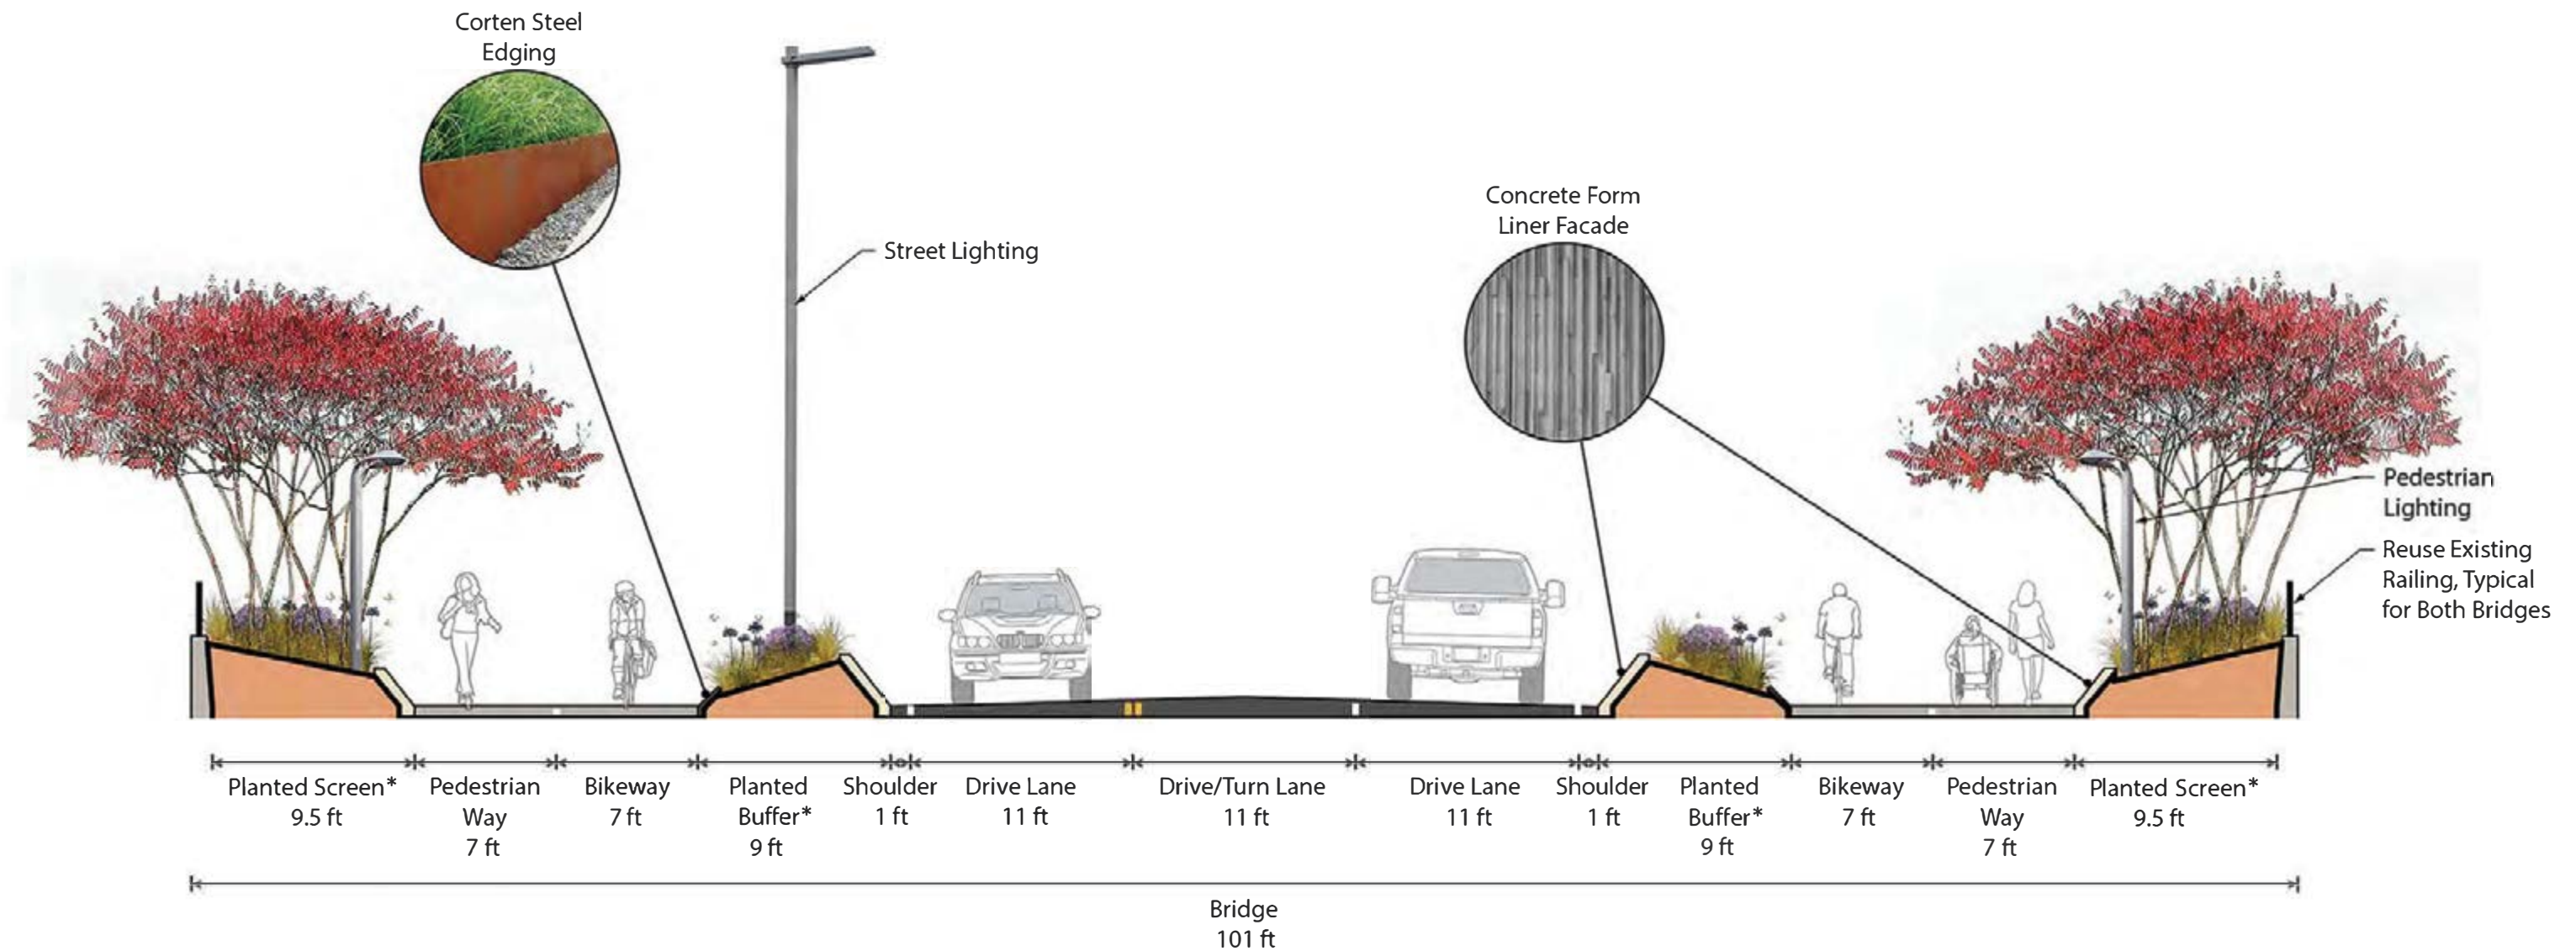 Corten Steel
Edging
Street Lighting
Concrete Form
Liner Facade
Pedestrian
Lighting
Reuse Existing
Railing, Typical
for Both Bridges
Planted Screen*
9.5 ft
Pedestrian
Way
7 ft
Bikeway
7 ft
Planted
Buffer*
9 ft
Shoulder
1 ft
Drive Lane
11 ft
Drive/Turn Lane
11 ft
Drive Lane
11 ft
Shoulder
1 ft
Planted
Buffer*
9 ft
Bikeway
7 ft
Pedestrian
Way
7 ft
Planted Screen*
9.5 ft
Bridge
101 ft